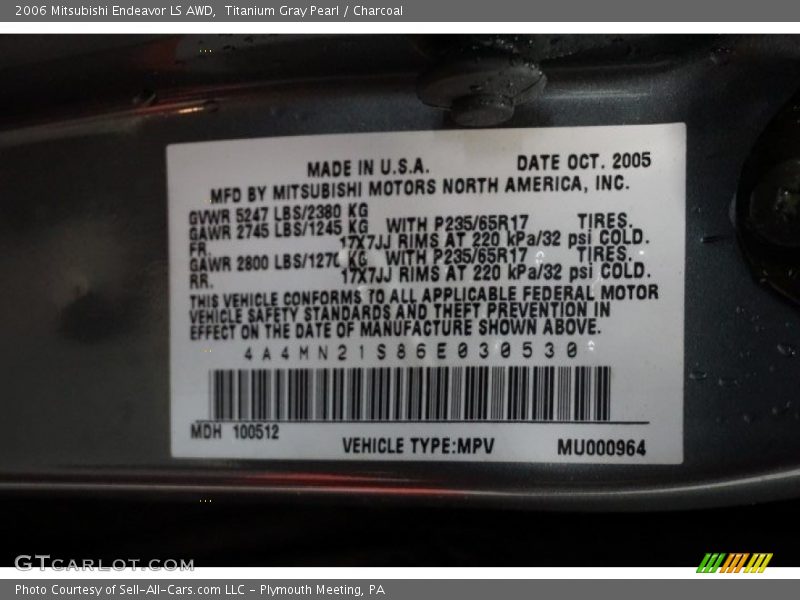 2006 Mitsubishi Endeavor LS AWD,  Titanium Gray Pearl / Charcoal
MADE IN U.S.A. DATE OCT. 2005
MFD BY MITSUBISHI MOTORS NORTH AMERICA, INC.
GVWR 5247 LBS/2380 KG
GAWR 2745 LBS/1245 KG WITH P235/65R17 TIRES.
FR. 17X7JJ RIMS AT 220 kPa/32 psi COLD.
GAWR 2800 LBS/1270 KG WITH P235/65R17 TIRES.
RR. 17X7JJ RIMS AT 220 kPa/32 psi COLD.
THIS VEHICLE CONFORMS TO ALL APPLICABLE FEDERAL MOTOR
VEHICLE SAFETY STANDARDS AND THEFT PREVENTION IN
EFFECT ON THE DATE OF MANUFACTURE SHOWN ABOVE.
4A4MN21S86E030530
MDH 100512
VEHICLE TYPE:MPV MU000964
GTCARLOT.COM
Photo Courtesy of Sell-All-Cars.com LLC - Plymouth Meeting, PA